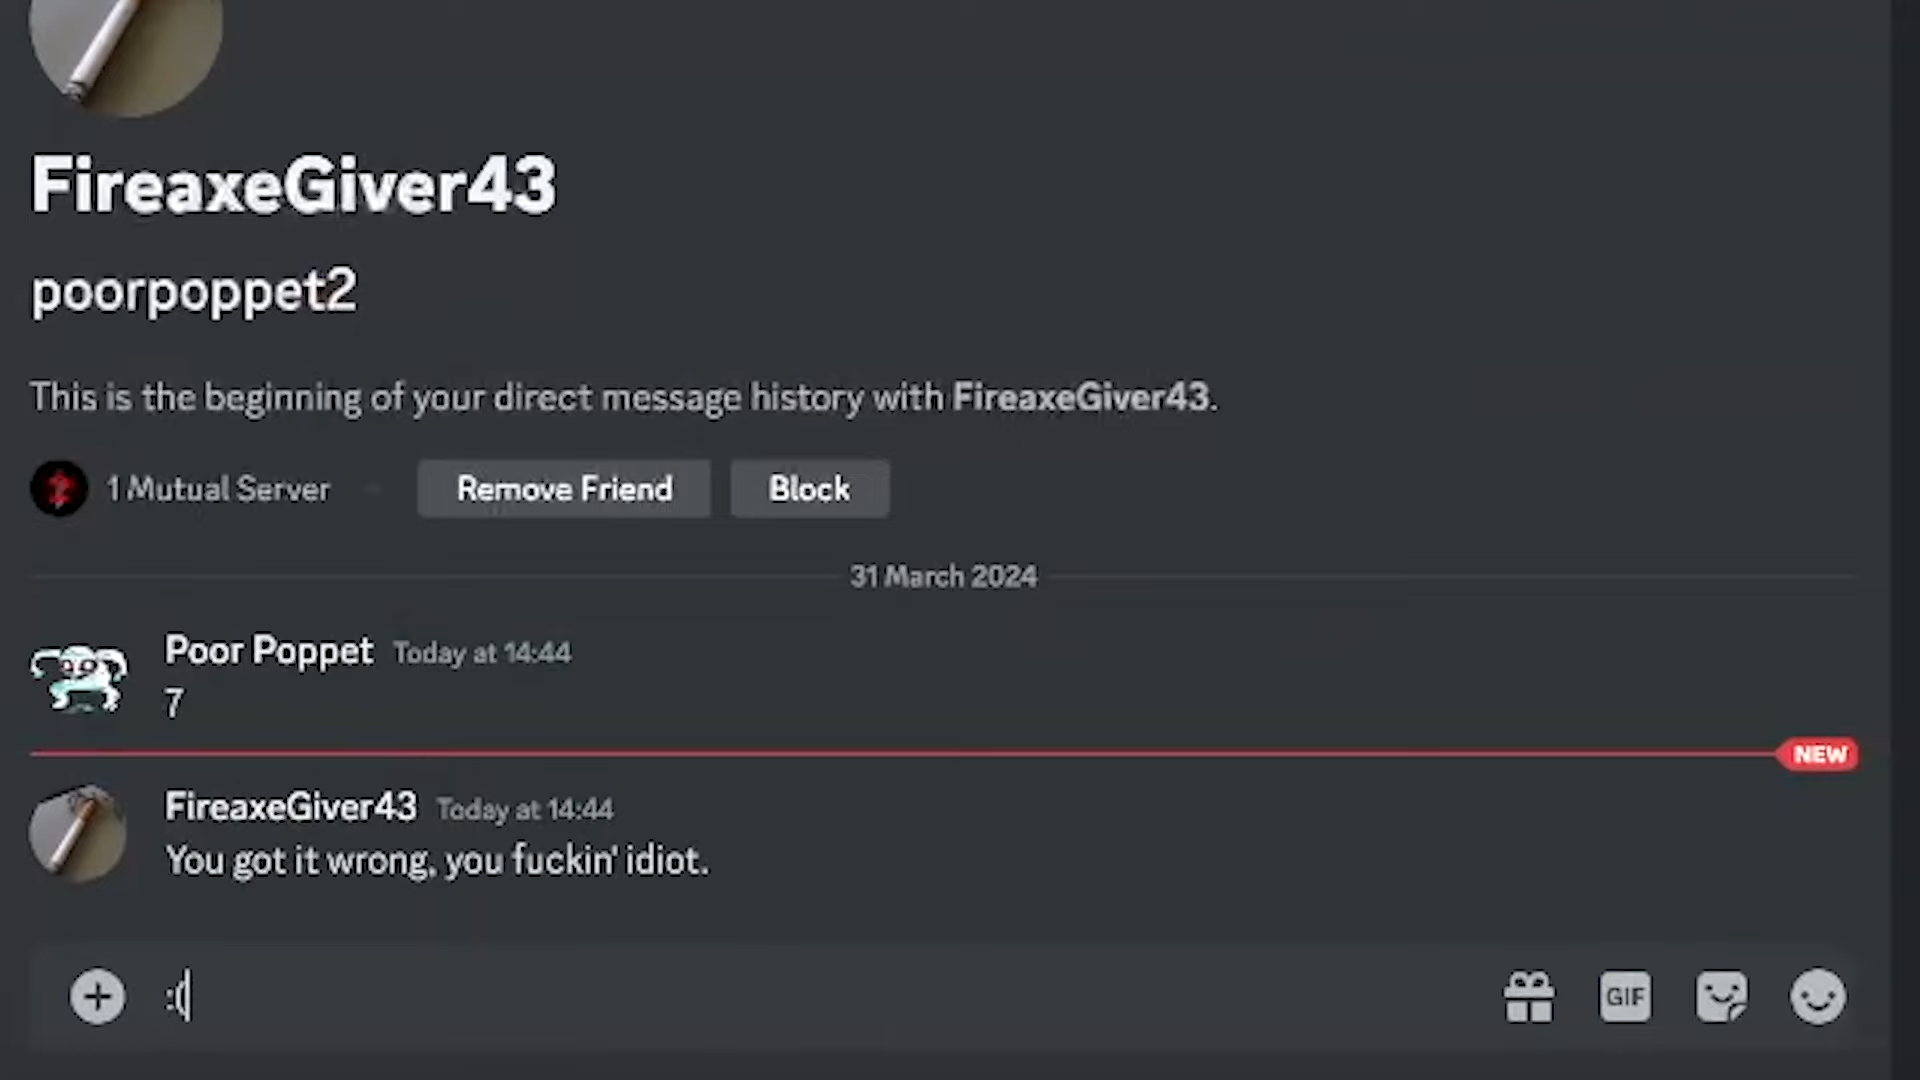 FireaxeGiver43
poorpoppet2
This is the beginning of your direct message history with FireaxeGiver43.
1 Mutual Server
Remove Friend
Block
31 March 2024
Poor Poppet Today at 14:44
7
NEW
FireaxeGiver43 Today at 14:44
You got it wrong, you fuckin' idiot.
:(
GIF